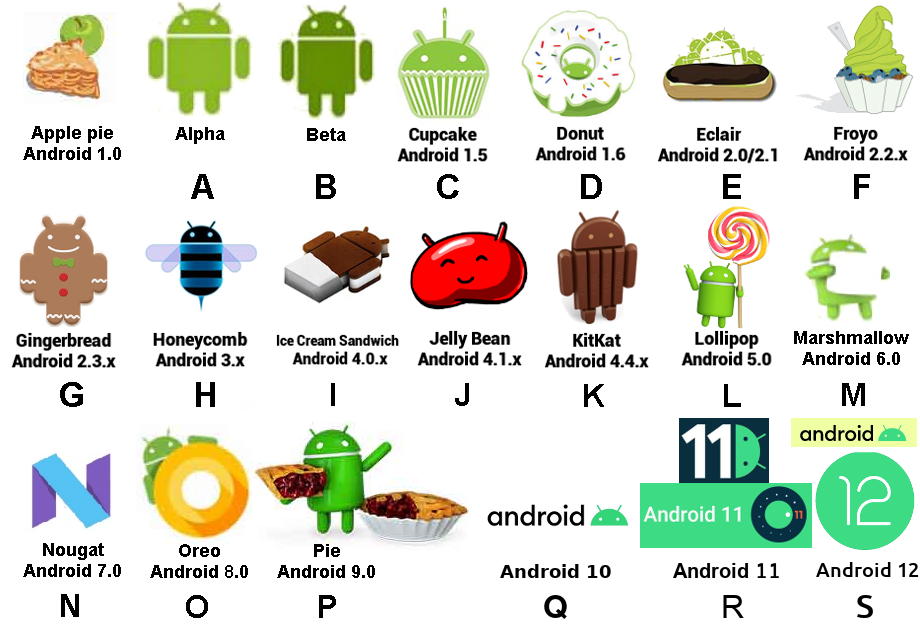 Apple pie
Android 1.0
Alpha
A
Beta
B
Cupcake
Android 1.5
C
Donut
Android 1.6
D
Eclair
Android 2.0/2.1
E
Froyo
Android 2.2.x
F
Gingerbread
Android 2.3.x
G
Honeycomb
Android 3.x
H
Ice Cream Sandwich
Android 4.0.x
I
Jelly Bean
Android 4.1.x
J
KitKat
Android 4.4.x
K
Lollipop
Android 5.0
L
Marshmallow
Android 6.0
M
N
Nougat
Android 7.0
N
Oreo
Android 8.0
O
Pie
Android 9.0
P
android
Android 10
Q
11
Android 11
11
Android 11
R
android
12
Android 12
S